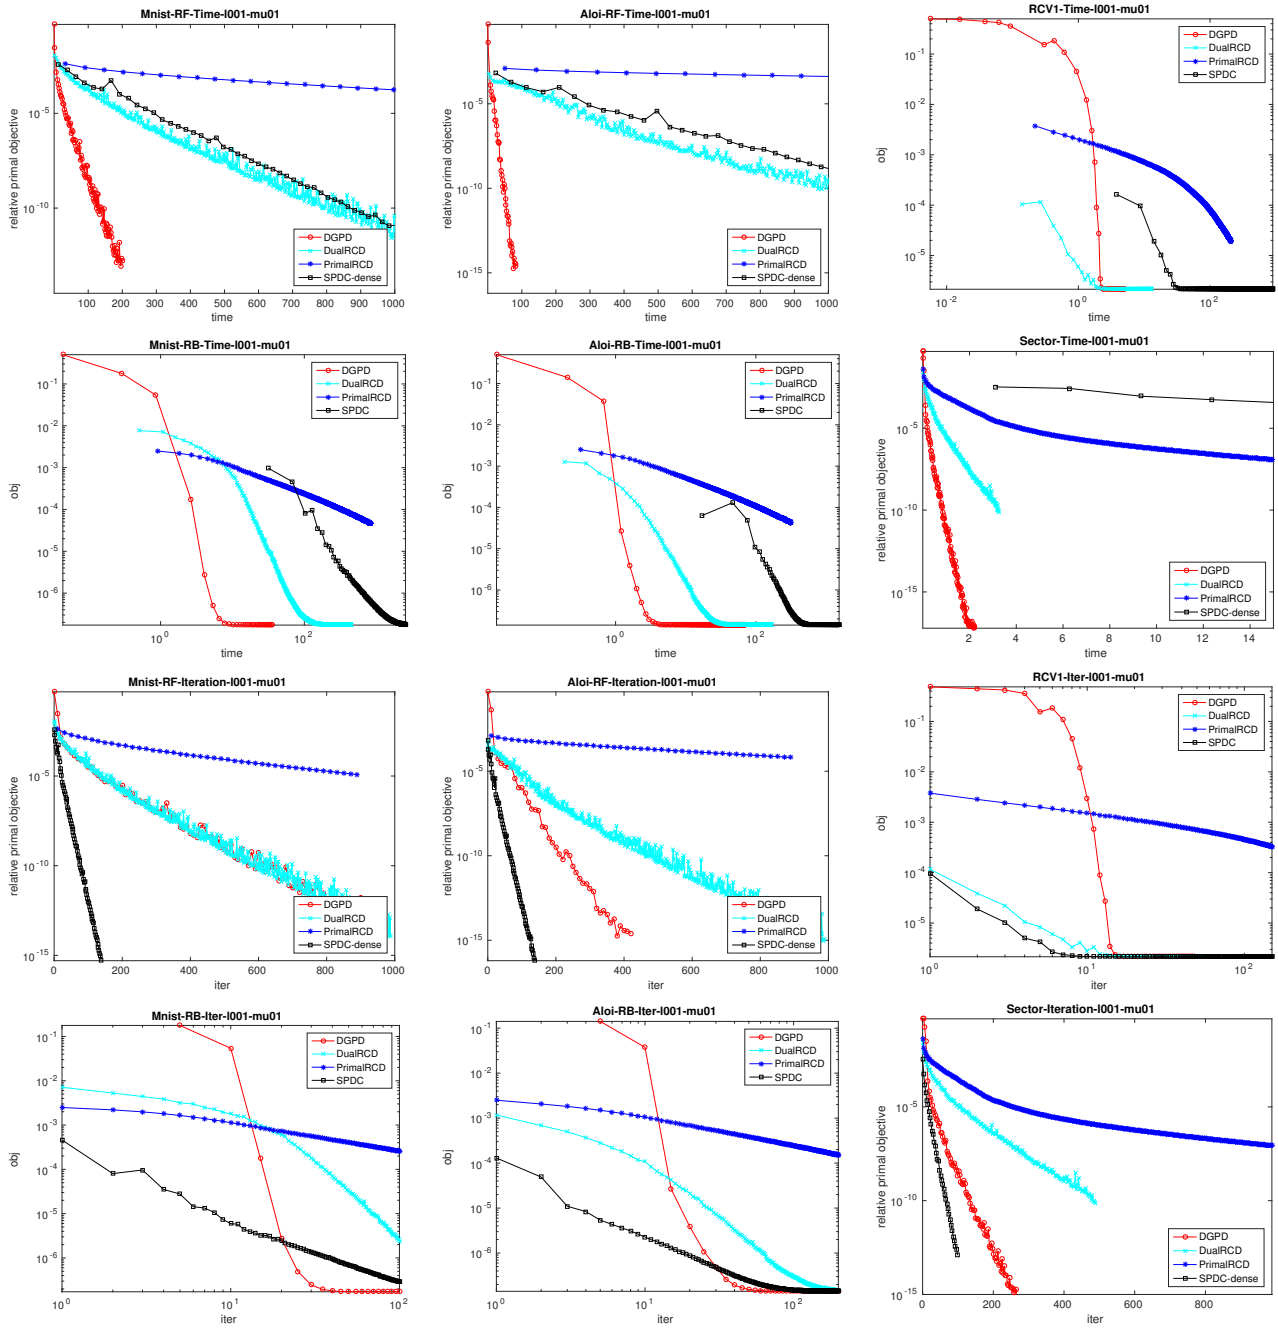 Mnist-RF-Time-l001-mu01
relative primal objective
10^-5
10^-10
100 200 300 400 500 600 700 800 900 1000
time
DGPD
DualRCD
PrimalRCD
SPDC-dense
Aloi-RF-Time-l001-mu01
relative primal objective
10^-5
10^-10
10^-15
100 200 300 400 500 600 700 800 900 1000
time
DGPD
DualRCD
PrimalRCD
SPDC-dense
RCV1-Time-l001-mu01
obj
10^-1
10^-2
10^-3
10^-4
10^-5
10^-2 10^0 10^2
time
DGPD
DualRCD
PrimalRCD
SPDC
Mnist-RB-Time-l001-mu01
obj
10^-1
10^-2
10^-3
10^-4
10^-5
10^-6
10^0 10^2
time
DGPD
DualRCD
PrimalRCD
SPDC
Aloi-RB-Time-l001-mu01
obj
10^-1
10^-2
10^-3
10^-4
10^-5
10^-6
10^0 10^2
time
DGPD
DualRCD
PrimalRCD
SPDC
Sector-Time-l001-mu01
relative primal objective
10^-5
10^-10
10^-15
2 4 6 8 10 12 14
time
DGPD
DualRCD
PrimalRCD
SPDC-dense
Mnist-RF-Iteration-l001-mu01
relative primal objective
10^-5
10^-10
10^-15
0 200 400 600 800 1000
iter
DGPD
DualRCD
PrimalRCD
SPDC-dense
Aloi-RF-Iteration-l001-mu01
relative primal objective
10^-5
10^-10
10^-15
0 200 400 600 800 1000
iter
DGPD
DualRCD
PrimalRCD
SPDC-dense
RCV1-Iter-l001-mu01
obj
10^-1
10^-2
10^-3
10^-4
10^-5
10^0 10^1 10^2
iter
DGPD
DualRCD
PrimalRCD
SPDC
Mnist-RB-Iter-l001-mu01
obj
10^-1
10^-2
10^-3
10^-4
10^-5
10^-6
10^0 10^1 10^2
iter
DGPD
DualRCD
PrimalRCD
SPDC
Aloi-RB-Iter-l001-mu01
obj
10^-1
10^-2
10^-3
10^-4
10^-5
10^-6
10^0 10^1 10^2
iter
DGPD
DualRCD
PrimalRCD
SPDC
Sector-Iteration-l001-mu01
relative primal objective
10^-5
10^-10
10^-15
0 200 400 600 800
iter
DGPD
DualRCD
PrimalRCD
SPDC-dense